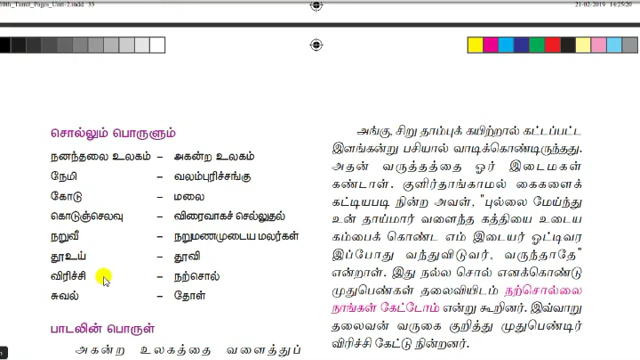 10th_Tamil_Pages_Unit-2.indd 33
21-02-2019 14:25:20
சொல்லும் பொருளும்
நனந்தலை உலகம் – அகன்ற உலகம்
நேமி – வலம்புரிச்சங்கு
கோடு – மலை
கொடுஞ்செலவு – விரைவாகச் செல்லுதல்
நறுவீ – நறுமணமுடைய மலர்கள்
தூஉய் – தூவி
விரிச்சி – நற்சொல்
சுவல் – தோள்
பாடலின் பொருள்
அகன்ற உலகத்தை வளைத்துப்
அங்கு, சிறு தாம்புக் கயிற்றால் கட்டப்பட்ட
இளங்கன்று பசியால் வாடிக்கொண்டிருந்தது.
அதன் வருத்தத்தை ஓர் இடைமகள்
கண்டாள். குளிர்தாங்காமல் கைகளைக்
கட்டியபடி நின்ற அவள், "புல்லை மேய்ந்து
உன் தாய்மார் வளைந்த கத்தியை உடைய
கம்பைக் கொண்ட எம் இடையர் ஓட்டிவர
இப்போது வந்துவிடுவர், வருந்தாதே"
என்றாள். இது நல்ல சொல் எனக்கொண்டு
முதுபெண்கள் தலைவியிடம் நற்சொல்லை
நாங்கள் கேட்டோம் என்று கூறினர். இவ்வாறு
தலைவன் வருகை குறித்து முதுபெண்டிர்
விரிச்சி கேட்டு நின்றனர்.